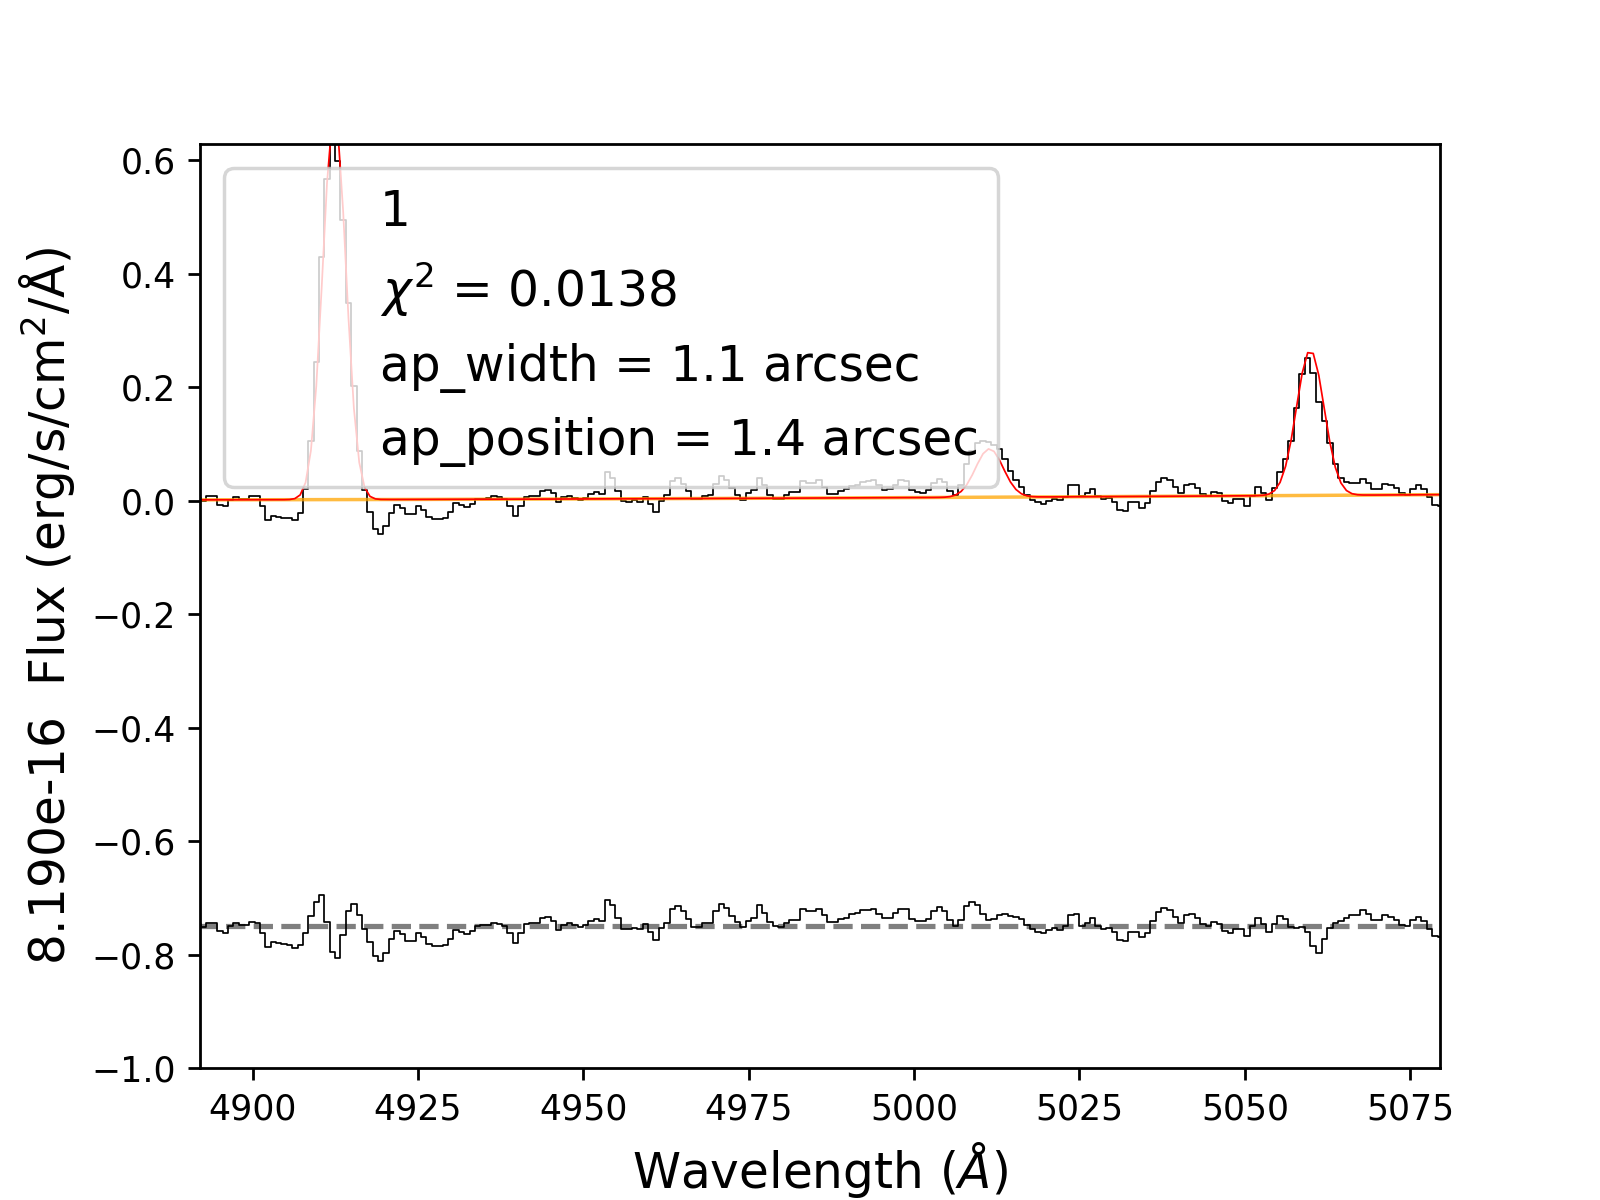 1
χ² = 0.0138
ap_width = 1.1 arcsec
ap_position = 1.4 arcsec
8.190e-16 Flux (erg/s/cm²/Å)
0.6
0.4
0.2
0.0
−0.2
−0.4
−0.6
−0.8
−1.0
4900 4925 4950 4975 5000 5025 5050 5075
Wavelength (Å)